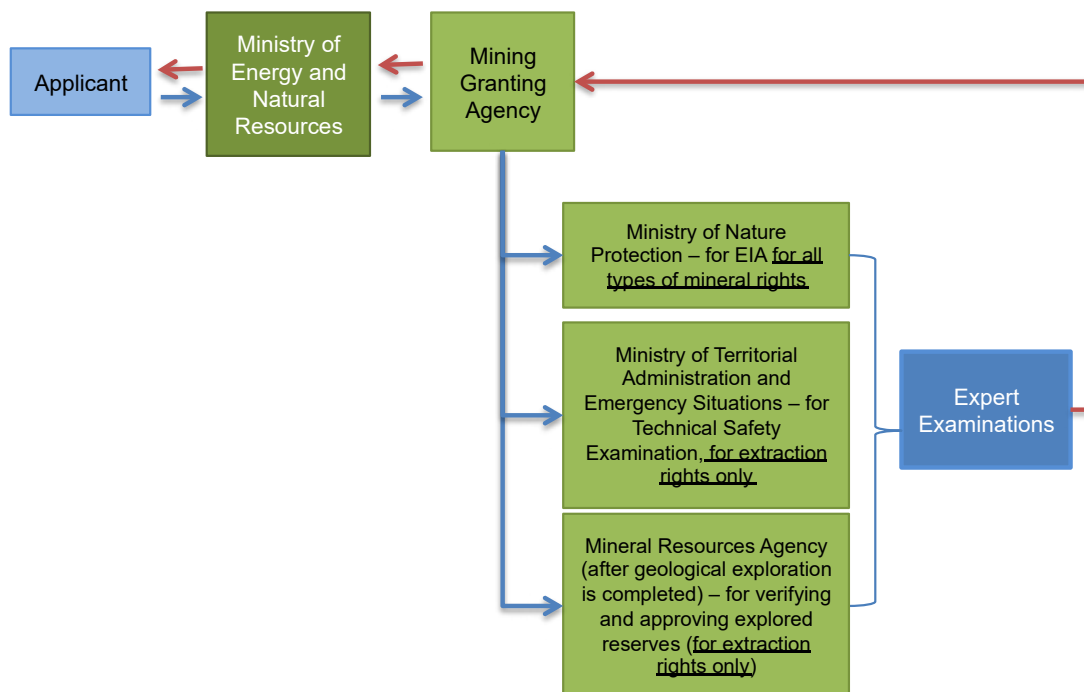 Applicant
Ministry of
Energy and
Natural
Resources
Mining
Granting
Agency
Ministry of Nature
Protection – for EIA for all
types of mineral rights
Ministry of Territorial
Administration and
Emergency Situations – for
Technical Safety
Examination, for extraction
rights only
Mineral Resources Agency
(after geological exploration
is completed) – for verifying
and approving explored
reserves (for extraction
rights only)
Expert
Examinations